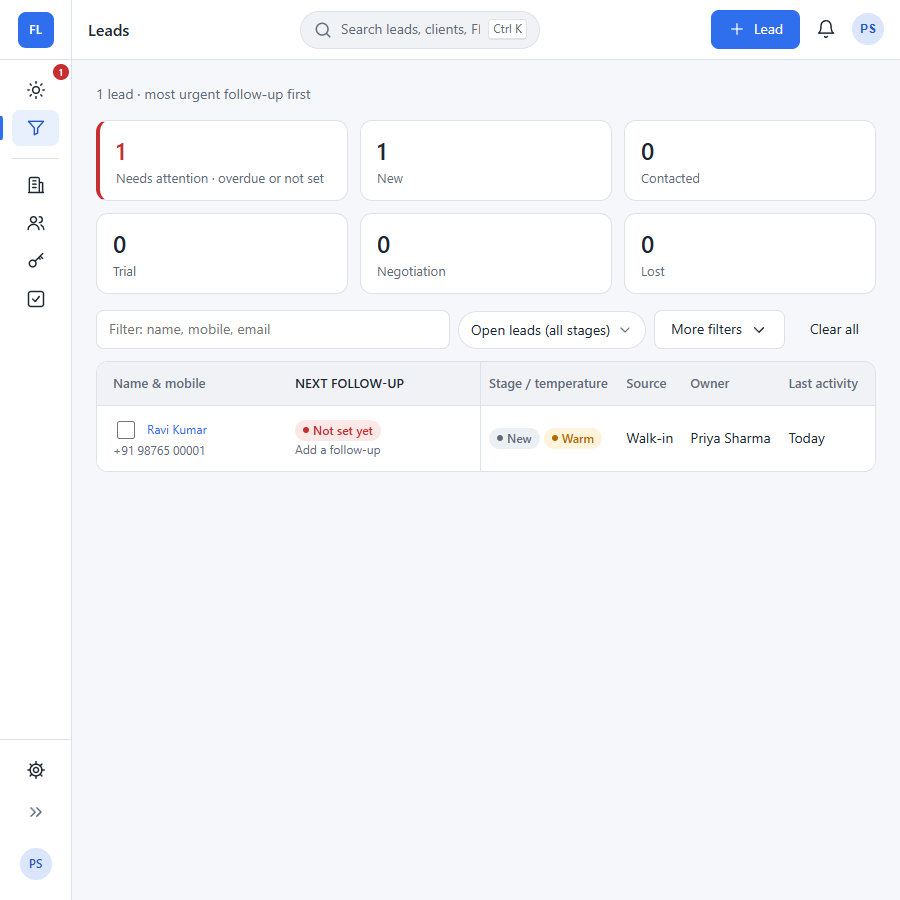 FL
Leads
Search leads, clients, Fl
Ctrl K
Lead
PS
1
1 lead · most urgent follow-up first
1
Needs attention · overdue or not set
1
New
0
Contacted
0
Trial
0
Negotiation
0
Lost
Filter: name, mobile, email
Open leads (all stages)
More filters
Clear all
Name & mobile
NEXT FOLLOW-UP
Stage / temperature
Source
Owner
Last activity
Ravi Kumar
+91 98765 00001
Not set yet
Add a follow-up
New
Warm
Walk-in
Priya Sharma
Today
PS